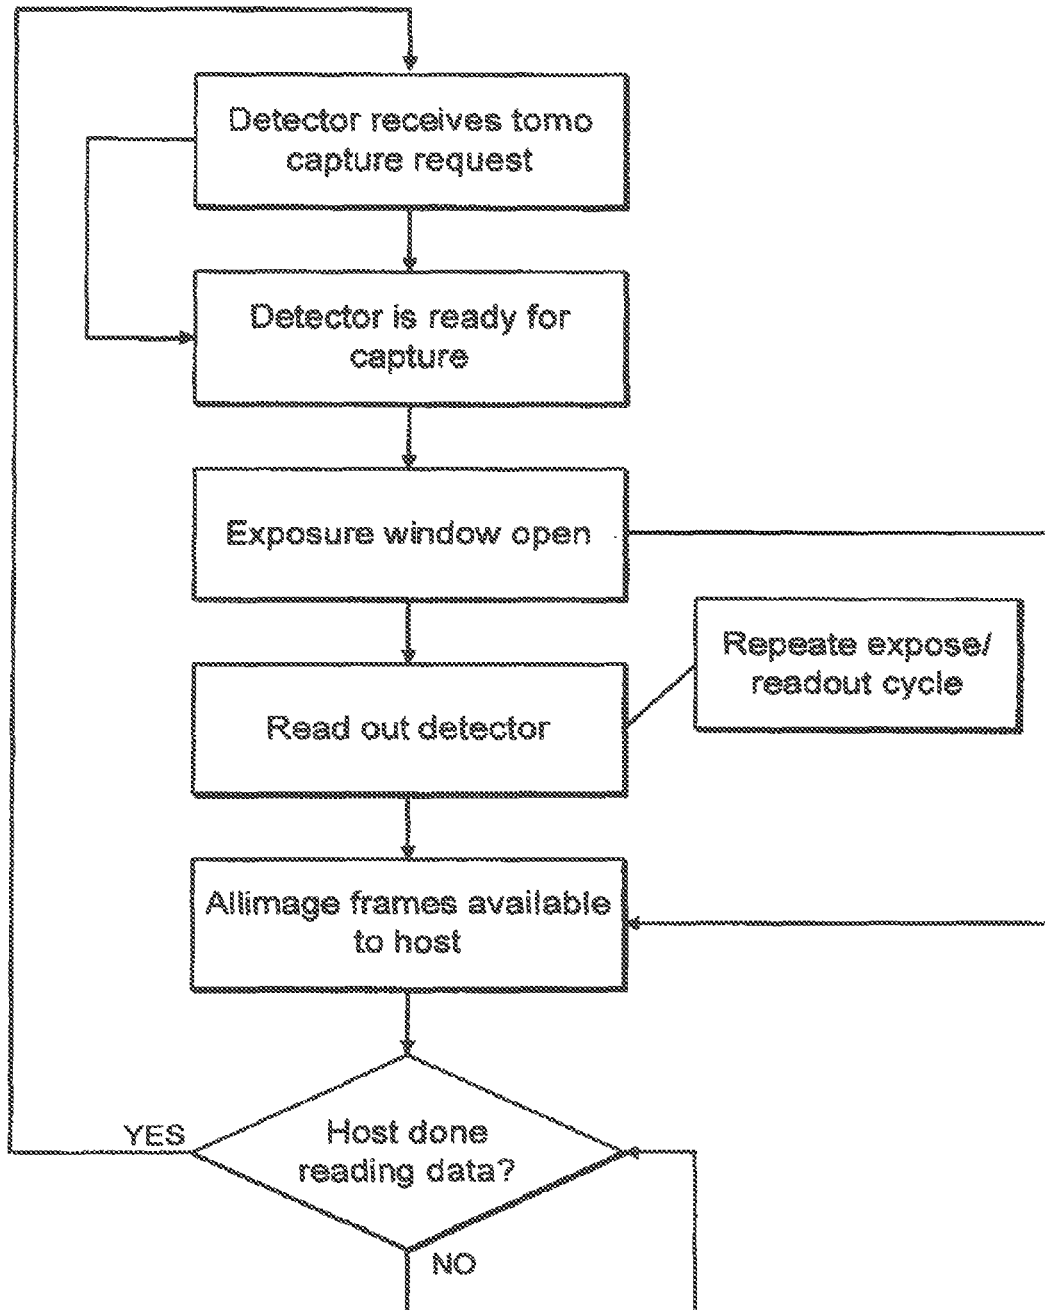 Detector receives tomo
capture request
Detector is ready for
capture
Exposure window open
Repeate expose/
readout cycle
Read out detector
Allimage frames available
to host
Host done
reading data?
YES
NO